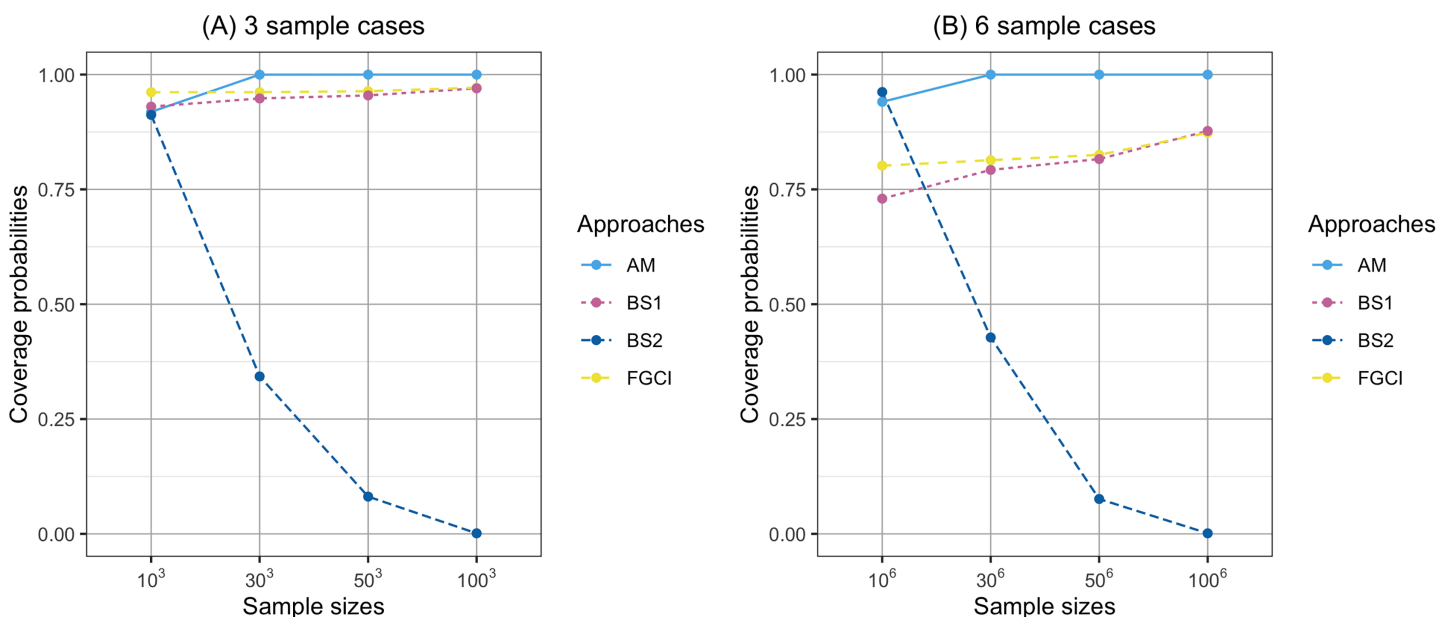 (A) 3 sample cases
Coverage probabilities
1.00
0.75
0.50
0.25
0.00
10³
30³
50³
100³
Sample sizes
Approaches
AM
BS1
BS2
FGCI
(B) 6 sample cases
Coverage probabilities
1.00
0.75
0.50
0.25
0.00
10⁶
30⁶
50⁶
100⁶
Sample sizes
Approaches
AM
BS1
BS2
FGCI